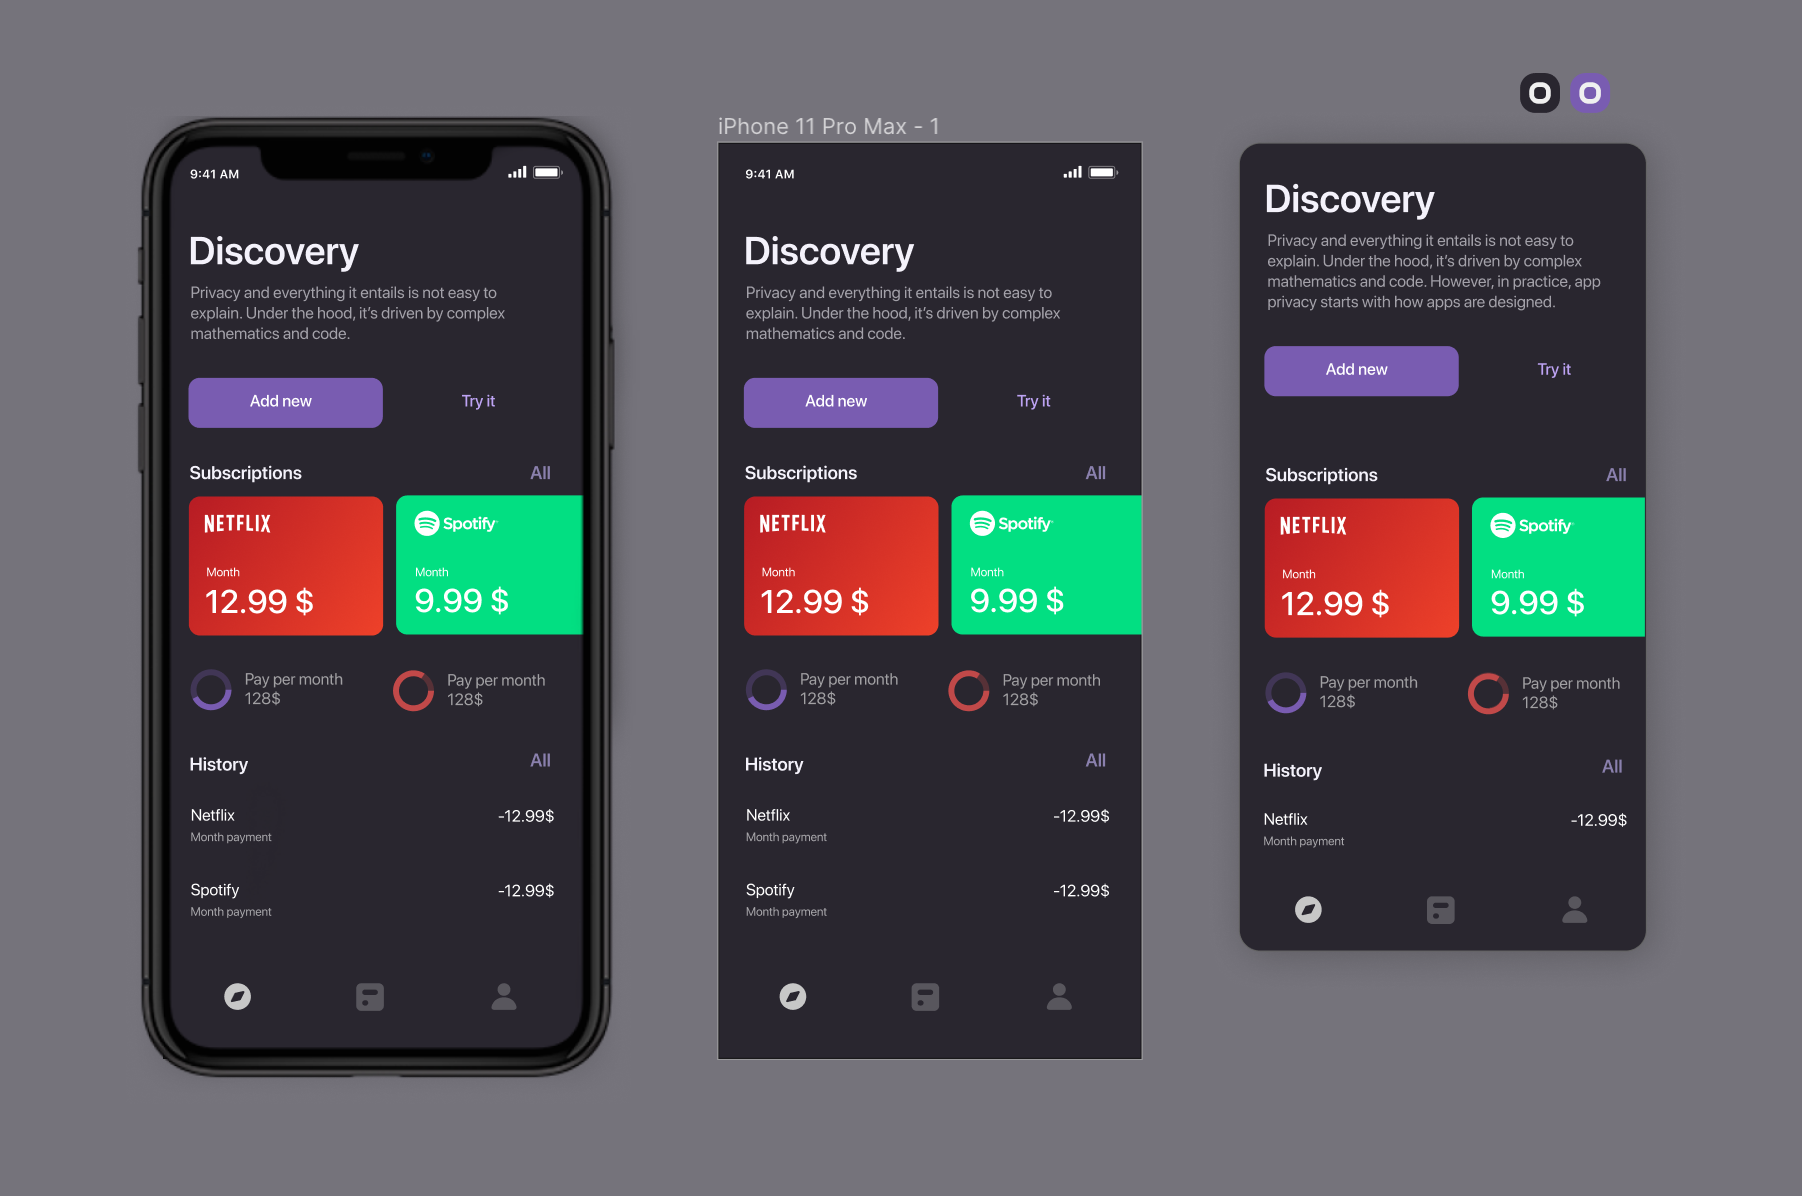 9:41 AM
Discovery
Privacy and everything it entails is not easy to
explain. Under the hood, it's driven by complex
mathematics and code.
Add new
Try it
Subscriptions
All
NETFLIX
Month
12.99 $
Spotify
Month
9.99 $
Pay per month
128$
Pay per month
128$
History
All
Netflix
-12.99$
Month payment
Spotify
-12.99$
Month payment
iPhone 11 Pro Max - 1
9:41 AM
Discovery
Privacy and everything it entails is not easy to
explain. Under the hood, it's driven by complex
mathematics and code.
Add new
Try it
Subscriptions
All
NETFLIX
Month
12.99 $
Spotify
Month
9.99 $
Pay per month
128$
Pay per month
128$
History
All
Netflix
-12.99$
Month payment
Spotify
-12.99$
Month payment
Discovery
Privacy and everything it entails is not easy to
explain. Under the hood, it's driven by complex
mathematics and code. However, in practice, app
privacy starts with how apps are designed.
Add new
Try it
Subscriptions
All
NETFLIX
Month
12.99 $
Spotify
Month
9.99 $
Pay per month
128$
Pay per month
128$
History
All
Netflix
-12.99$
Month payment